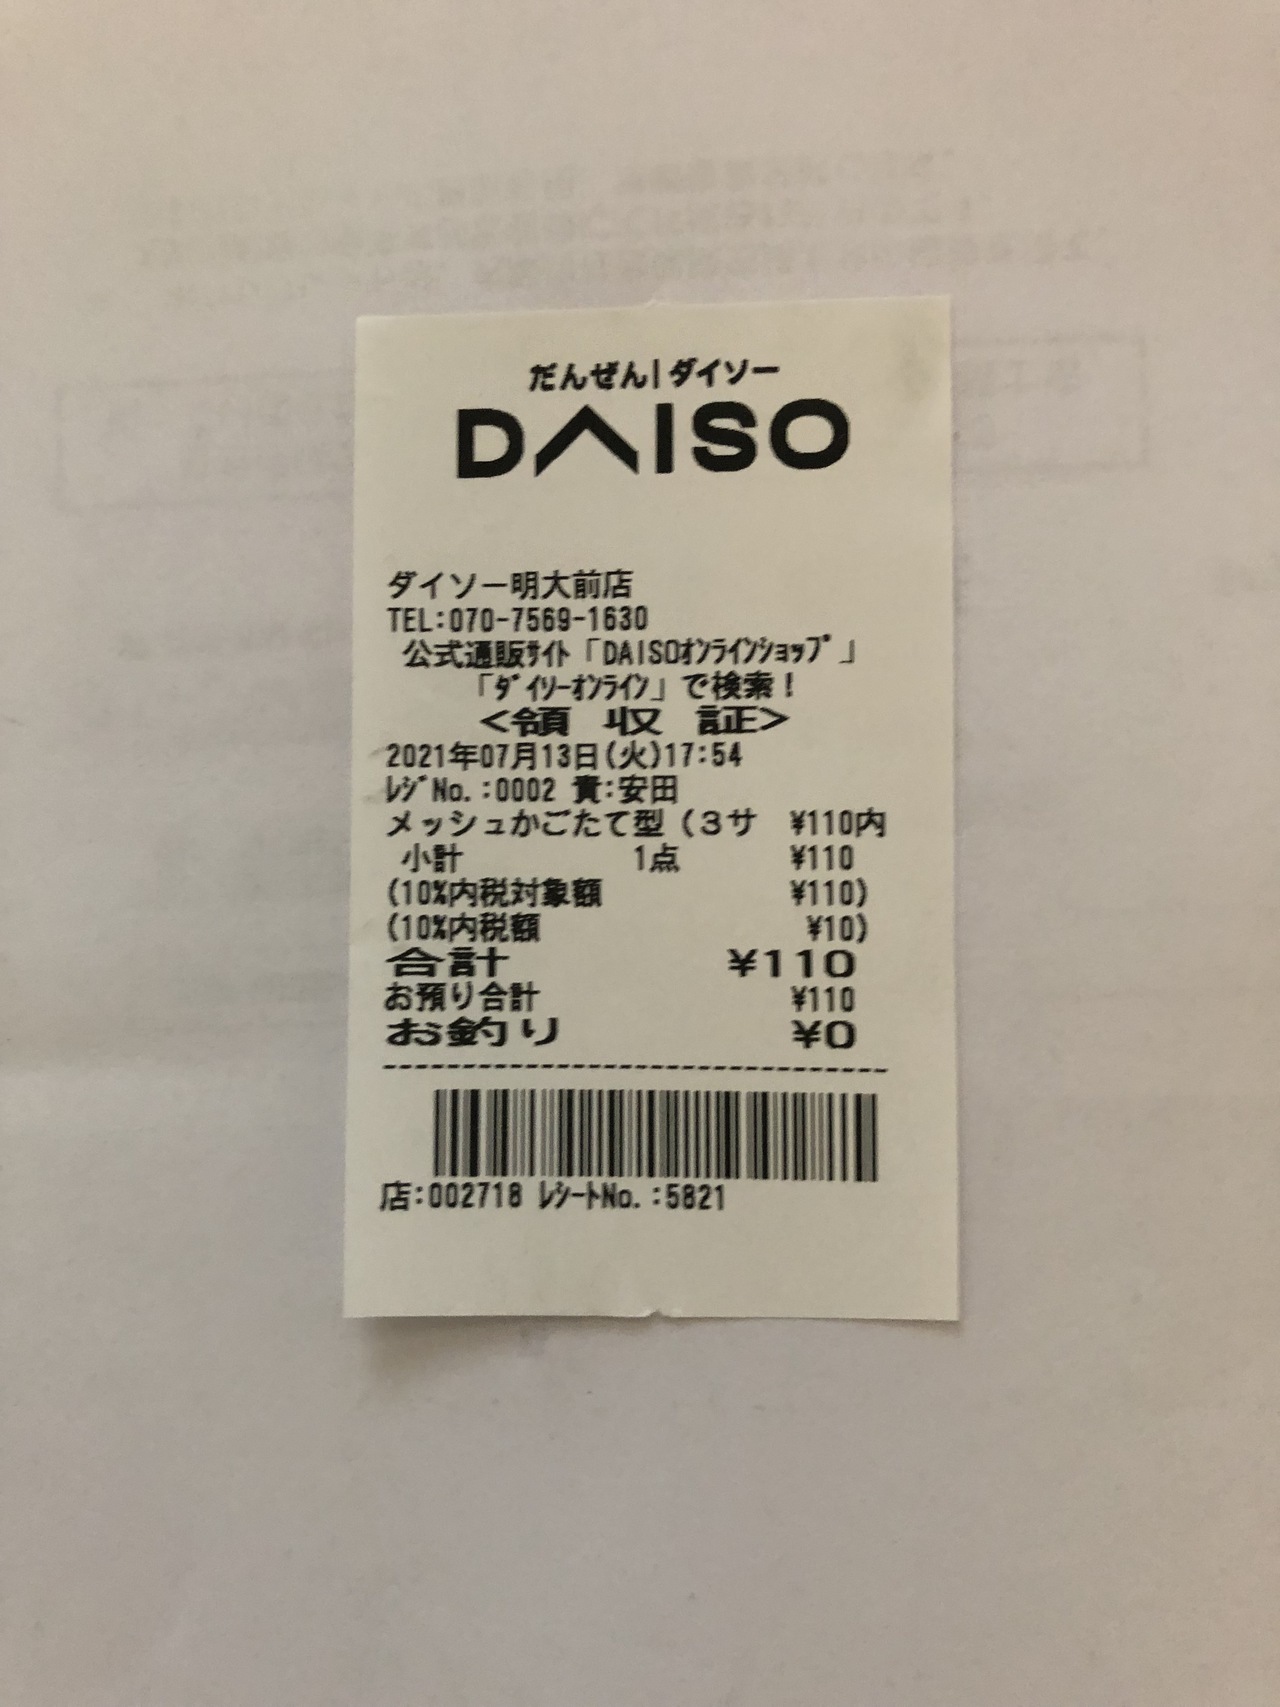 だんぜん|ダイソー
DAISO
ダイソー明大前店
TEL:070-7569-1630
公式通販ｻｲﾄ「DAISOｵﾝﾗｲﾝｼｮｯﾌﾟ」
「ﾀﾞｲｿｰｵﾝﾗｲﾝ」で検索！
<領 収 証>
2021年07月13日(火)17:54
ﾚｼﾞNo.:0002 責:安田
メッシュかごたて型（３サ ¥110内
小計 1点 ¥110
(10%内税対象額 ¥110)
(10%内税額 ¥10)
合計 ¥110
お預り合計 ¥110
お釣り ¥0
店:002718 ﾚｼｰﾄNo.:5821